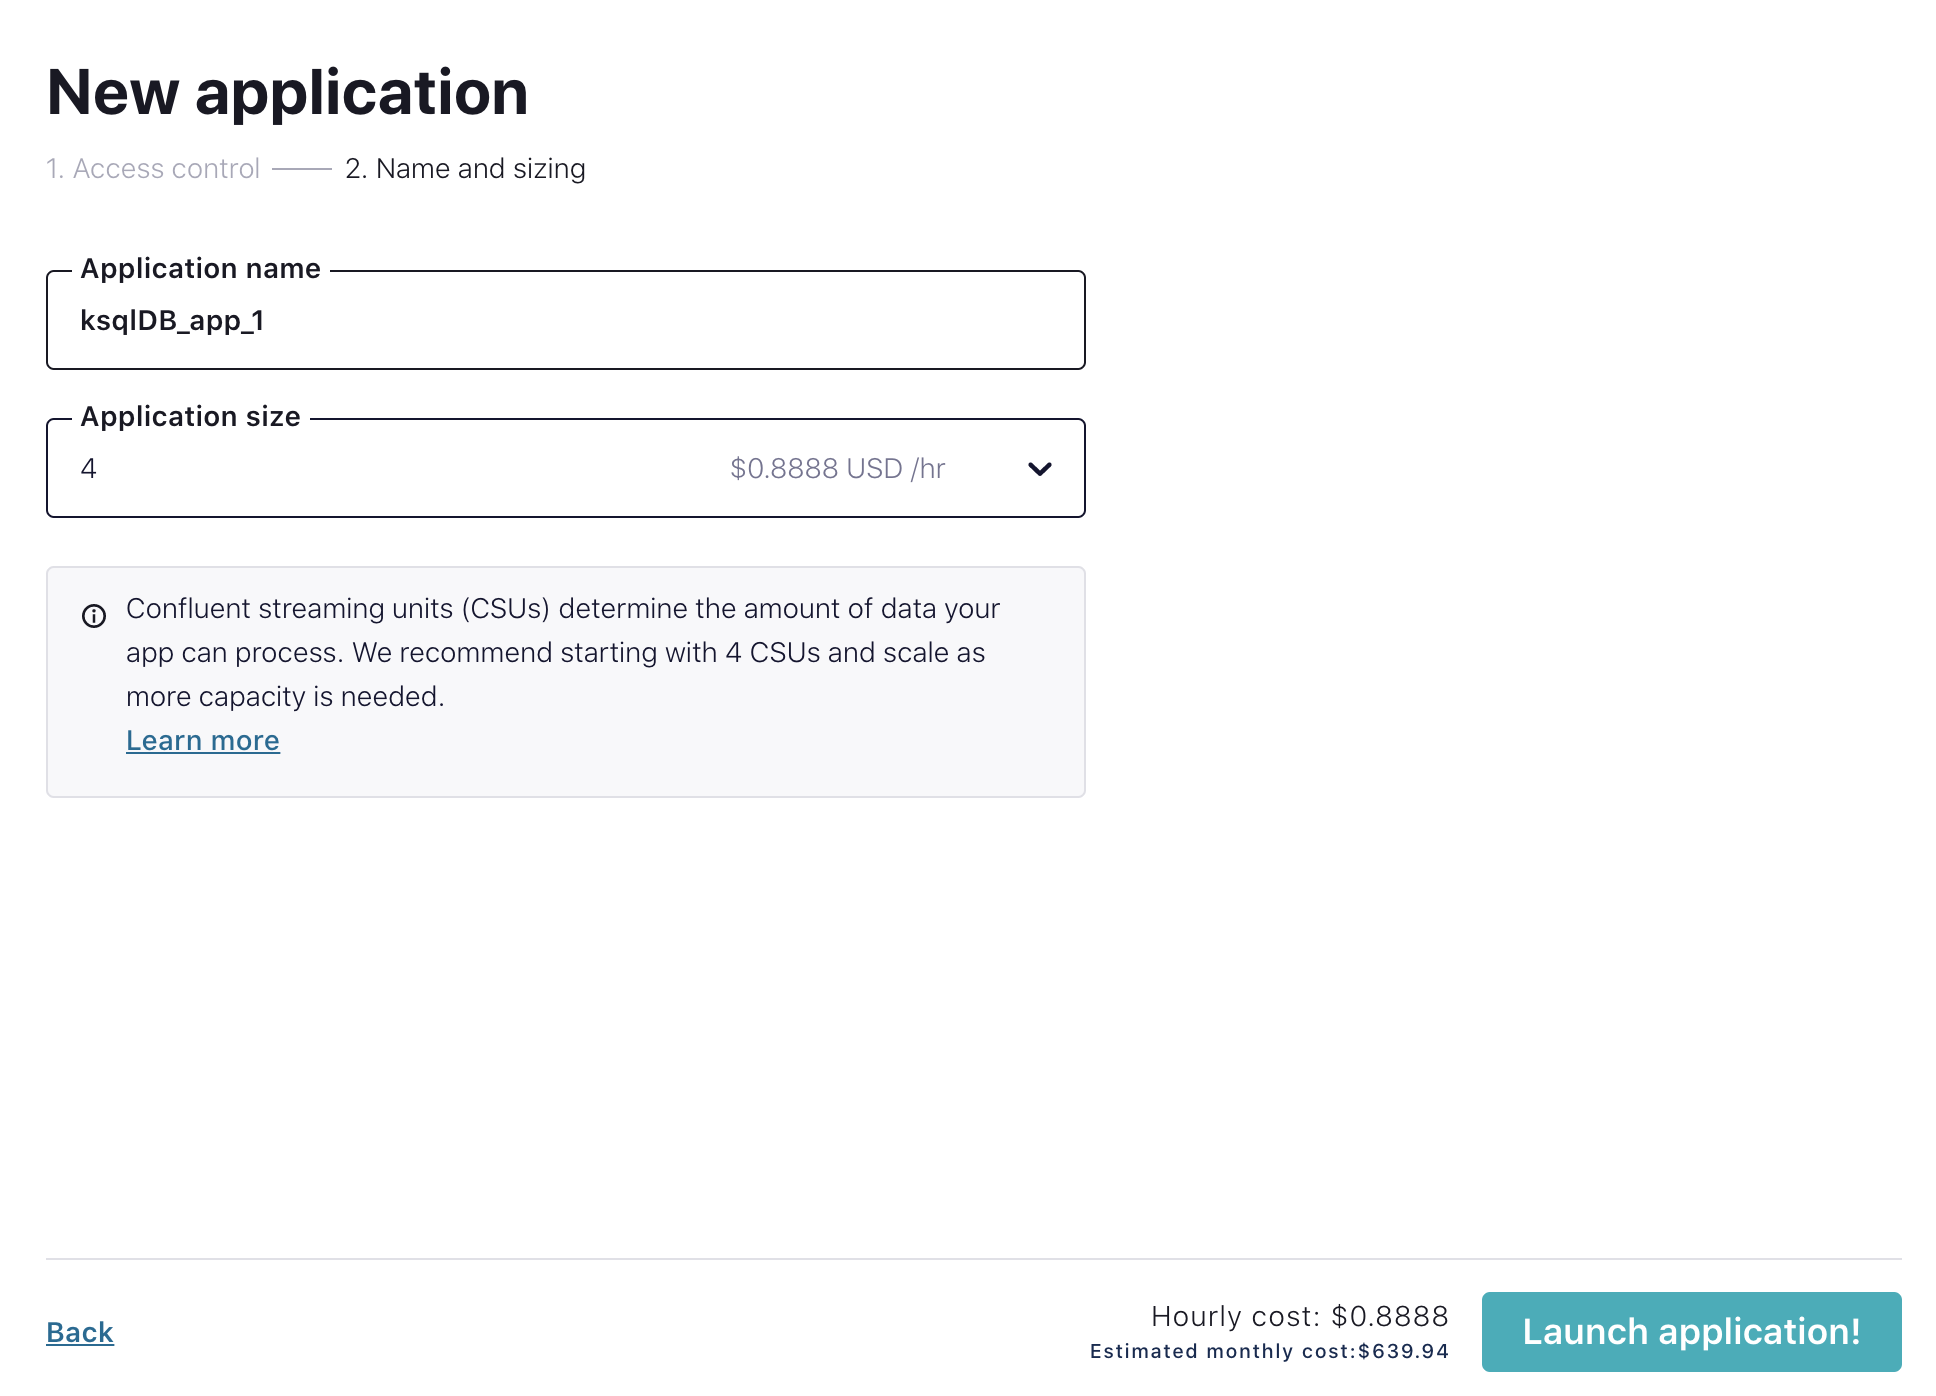 New application
1. Access control 2. Name and sizing
Application name
ksqlDB_app_1
Application size
4 $0.8888 USD /hr
Confluent streaming units (CSUs) determine the amount of data your
app can process. We recommend starting with 4 CSUs and scale as
more capacity is needed.
Learn more
Back
Hourly cost: $0.8888
Estimated monthly cost:$639.94
Launch application!